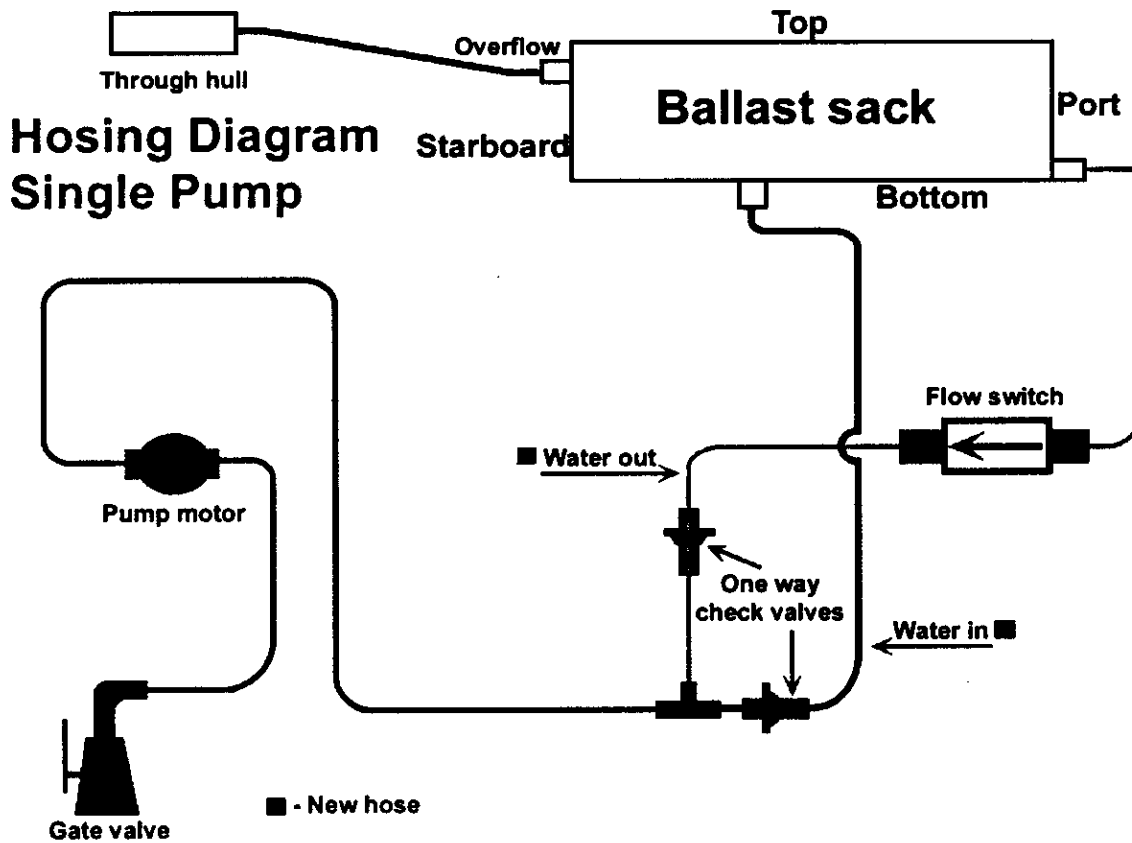 Top
Overflow
Through hull
Ballast sack
Port
Hosing Diagram
Single Pump
Starboard
Bottom
Flow switch
Water out
Pump motor
One way
check valves
Water in
- New hose
Gate valve